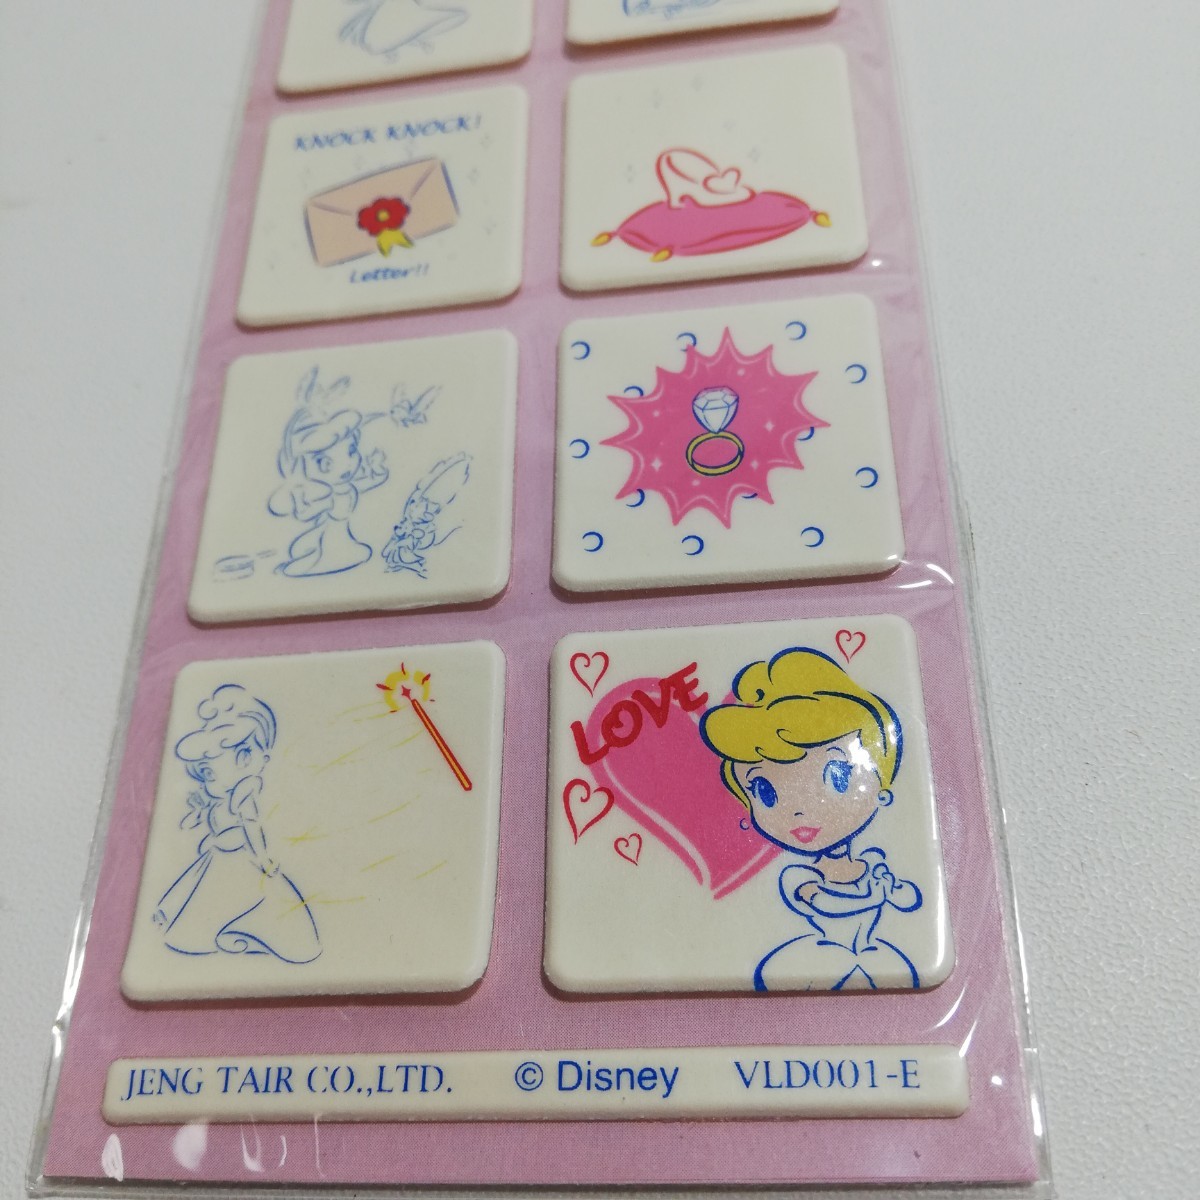 KNOCK KNOCK!
Letter!!
LOVE
JENG TAIR CO.,LTD. © Disney VLD001-E